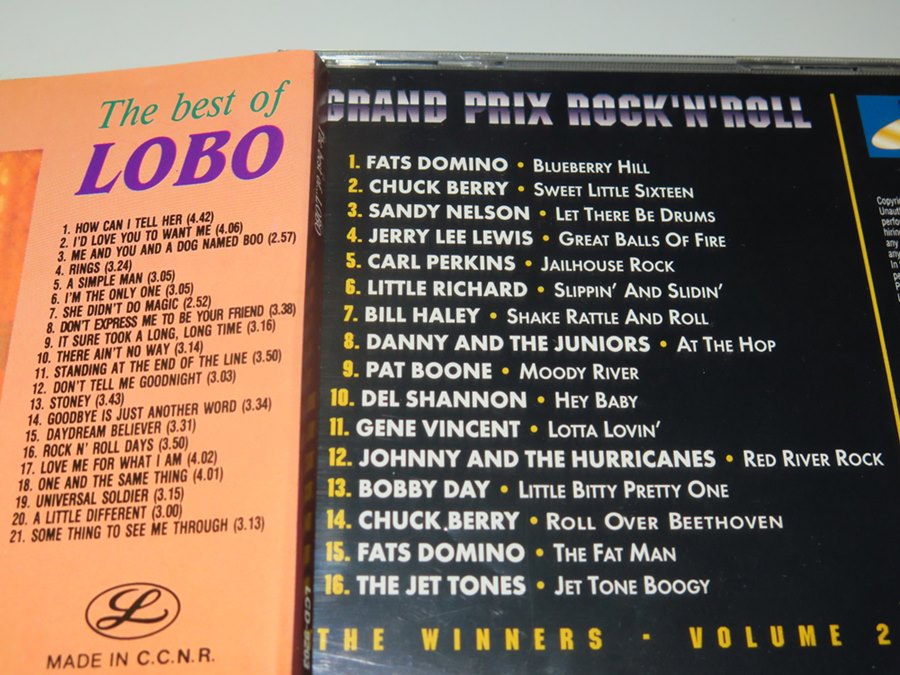 The best of
LOBO
1. HOW CAN I TELL HER (4.42)
2. I'D LOVE YOU TO WANT ME (4.06)
3. ME AND YOU AND A DOG NAMED BOO (2.57)
4. RINGS (3.24)
5. A SIMPLE MAN (3.05)
6. I'M THE ONLY ONE (3.05)
7. SHE DIDN'T DO MAGIC (2.52)
8. DON'T EXPRESS ME TO BE YOUR FRIEND (3.38)
9. IT SURE TOOK A LONG, LONG TIME (3.16)
10. THERE AIN'T NO WAY (3.14)
11. STANDING AT THE END OF THE LINE (3.50)
12. DON'T TELL ME GOODNIGHT (3.03)
13. STONEY (3.43)
14. GOODBYE IS JUST ANOTHER WORD (3.34)
15. DAYDREAM BELIEVER (3.31)
16. ROCK N' ROLL DAYS (3.50)
17. LOVE ME FOR WHAT I AM (4.02)
18. ONE AND THE SAME THING (4.01)
19. UNIVERSAL SOLDIER (3.15)
20. A LITTLE DIFFERENT (3.00)
21. SOME THING TO SEE ME THROUGH (3.13)
L
MADE IN C.C.N.R.
GRAND PRIX ROCK'N'ROLL
1. FATS DOMINO • BLUEBERRY HILL
2. CHUCK BERRY • SWEET LITTLE SIXTEEN
3. SANDY NELSON • LET THERE BE DRUMS
4. JERRY LEE LEWIS • GREAT BALLS OF FIRE
5. CARL PERKINS • JAILHOUSE ROCK
6. LITTLE RICHARD • SLIPPIN' AND SLIDIN'
7. BILL HALEY • SHAKE RATTLE AND ROLL
8. DANNY AND THE JUNIORS • AT THE HOP
9. PAT BOONE • MOODY RIVER
10. DEL SHANNON • HEY BABY
11. GENE VINCENT • LOTTA LOVIN'
12. JOHNNY AND THE HURRICANES • RED RIVER ROCK
13. BOBBY DAY • LITTLE BITTY PRETTY ONE
14. CHUCK BERRY • ROLL OVER BEETHOVEN
15. FATS DOMINO • THE FAT MAN
16. THE JET TONES • JET TONE BOOGY
THE WINNERS - VOLUME 2